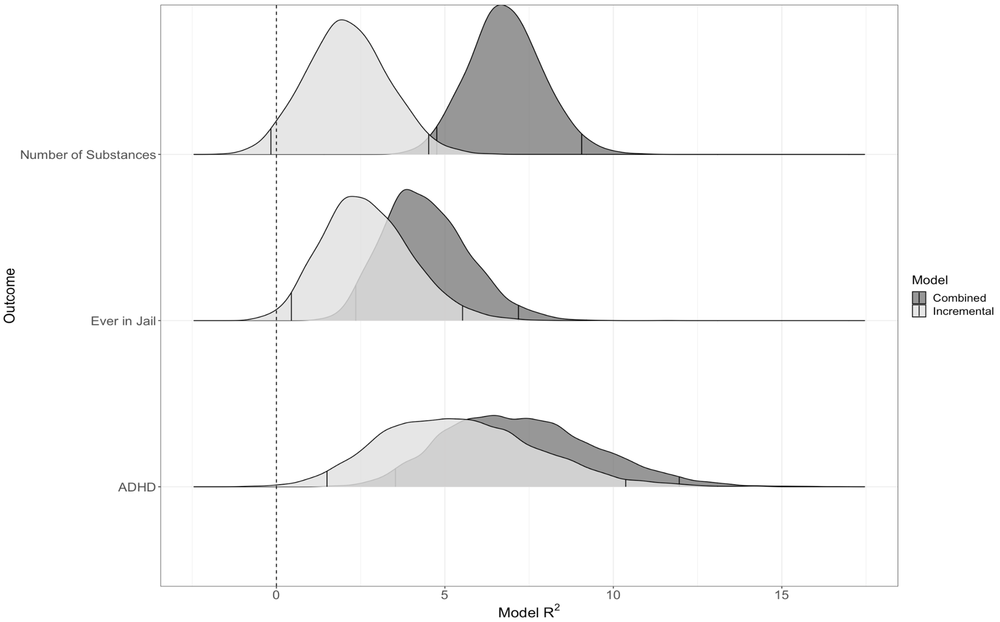 Number of Substances
Ever in Jail
ADHD
Outcome
0 5 10 15
Model R²
Model
Combined
Incremental